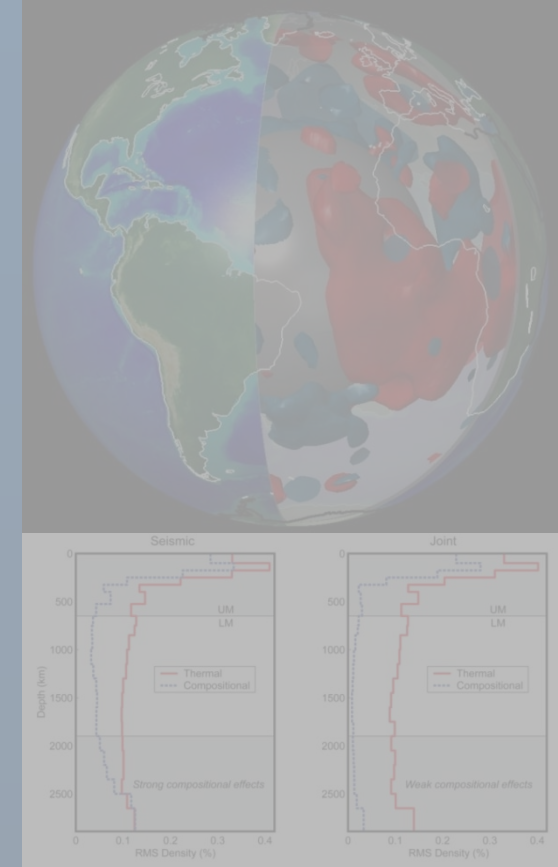 Seismic
Joint
0
500
1000
1500
2000
2500
Depth (km)
UM
LM
Thermal
Compositional
Strong compositional effects
0 0.1 0.2 0.3 0.4
RMS Density (%)
0
500
1000
1500
2000
2500
UM
LM
Thermal
Compositional
Weak compositional effects
0 0.1 0.2 0.3 0.4
RMS Density (%)